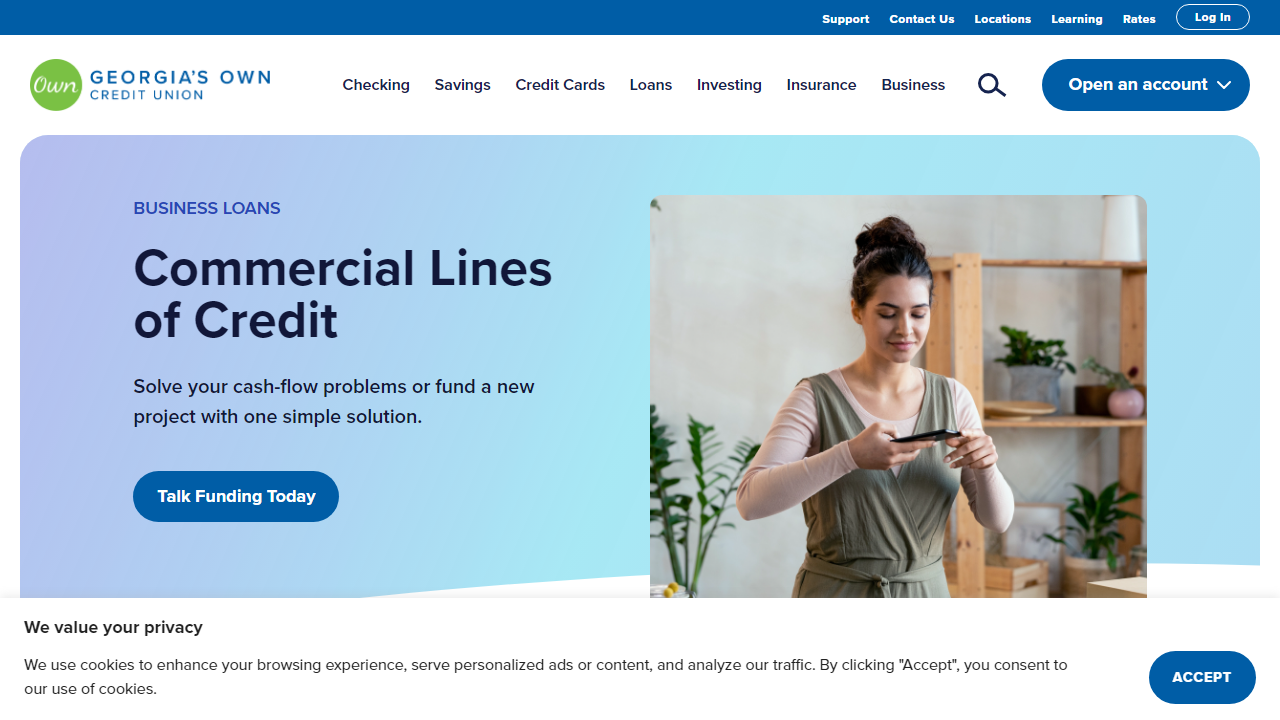 Support Contact Us Locations Learning Rates Log In
Own GEORGIA'S OWN
CREDIT UNION
Checking Savings Credit Cards Loans Investing Insurance Business Open an account
BUSINESS LOANS
Commercial Lines
of Credit
Solve your cash-flow problems or fund a new
project with one simple solution.
Talk Funding Today
We value your privacy
We use cookies to enhance your browsing experience, serve personalized ads or content, and analyze our traffic. By clicking "Accept", you consent to
our use of cookies.
ACCEPT